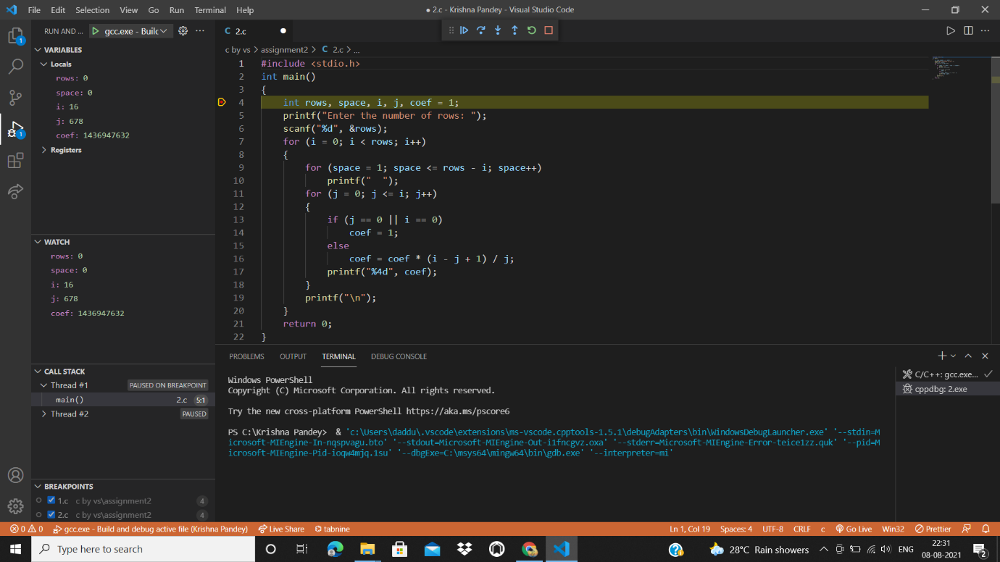 File Edit Selection View Go Run Terminal Help
● 2.c - Krishna Pandey - Visual Studio Code
RUN AND ... gcc.exe - Builc
C 2.c ●
c by vs > assignment2 > C 2.c > ...
VARIABLES
Locals
rows: 0
space: 0
i: 16
j: 678
coef: 1436947632
Registers
WATCH
rows: 0
space: 0
i: 16
j: 678
coef: 1436947632
CALL STACK
Thread #1 PAUSED ON BREAKPOINT
main() 2.c 5:1
Thread #2 PAUSED
BREAKPOINTS
1.c c by vs\assignment2 4
2.c c by vs\assignment2 4
1
1
1 #include <stdio.h>
2 int main()
3 {
4 int rows, space, i, j, coef = 1;
5 printf("Enter the number of rows: ");
6 scanf("%d", &rows);
7 for (i = 0; i < rows; i++)
8 {
9 for (space = 1; space <= rows - i; space++)
10 printf("  ");
11 for (j = 0; j <= i; j++)
12 {
13 if (j == 0 || i == 0)
14 coef = 1;
15 else
16 coef = coef * (i - j + 1) / j;
17 printf("%4d", coef);
18 }
19 printf("\n");
20 }
21 return 0;
22 }
PROBLEMS OUTPUT TERMINAL DEBUG CONSOLE
Windows PowerShell
Copyright (C) Microsoft Corporation. All rights reserved.
Try the new cross-platform PowerShell https://aka.ms/pscore6
PS C:\Krishna Pandey>  & 'c:\Users\daddu\.vscode\extensions\ms-vscode.cpptools-1.5.1\debugAdapters\bin\WindowsDebugLauncher.exe' '--stdin=M
icrosoft-MIEngine-In-nqspvagu.bto' '--stdout=Microsoft-MIEngine-Out-i1fncgvz.oxa' '--stderr=Microsoft-MIEngine-Error-teice1zz.quk' '--pid=M
icrosoft-MIEngine-Pid-ioqw4mjq.1su' '--dbgExe=C:\msys64\mingw64\bin\gdb.exe' '--interpreter=mi'
C/C++: gcc.exe...
cppdbg: 2.exe
0 0 gcc.exe - Build and debug active file (Krishna Pandey) Live Share tabnine
Ln 1, Col 19 Spaces: 4 UTF-8 CRLF c Go Live Win32 Prettier
Type here to search
28°C Rain showers ENG 22:31
08-08-2021 2